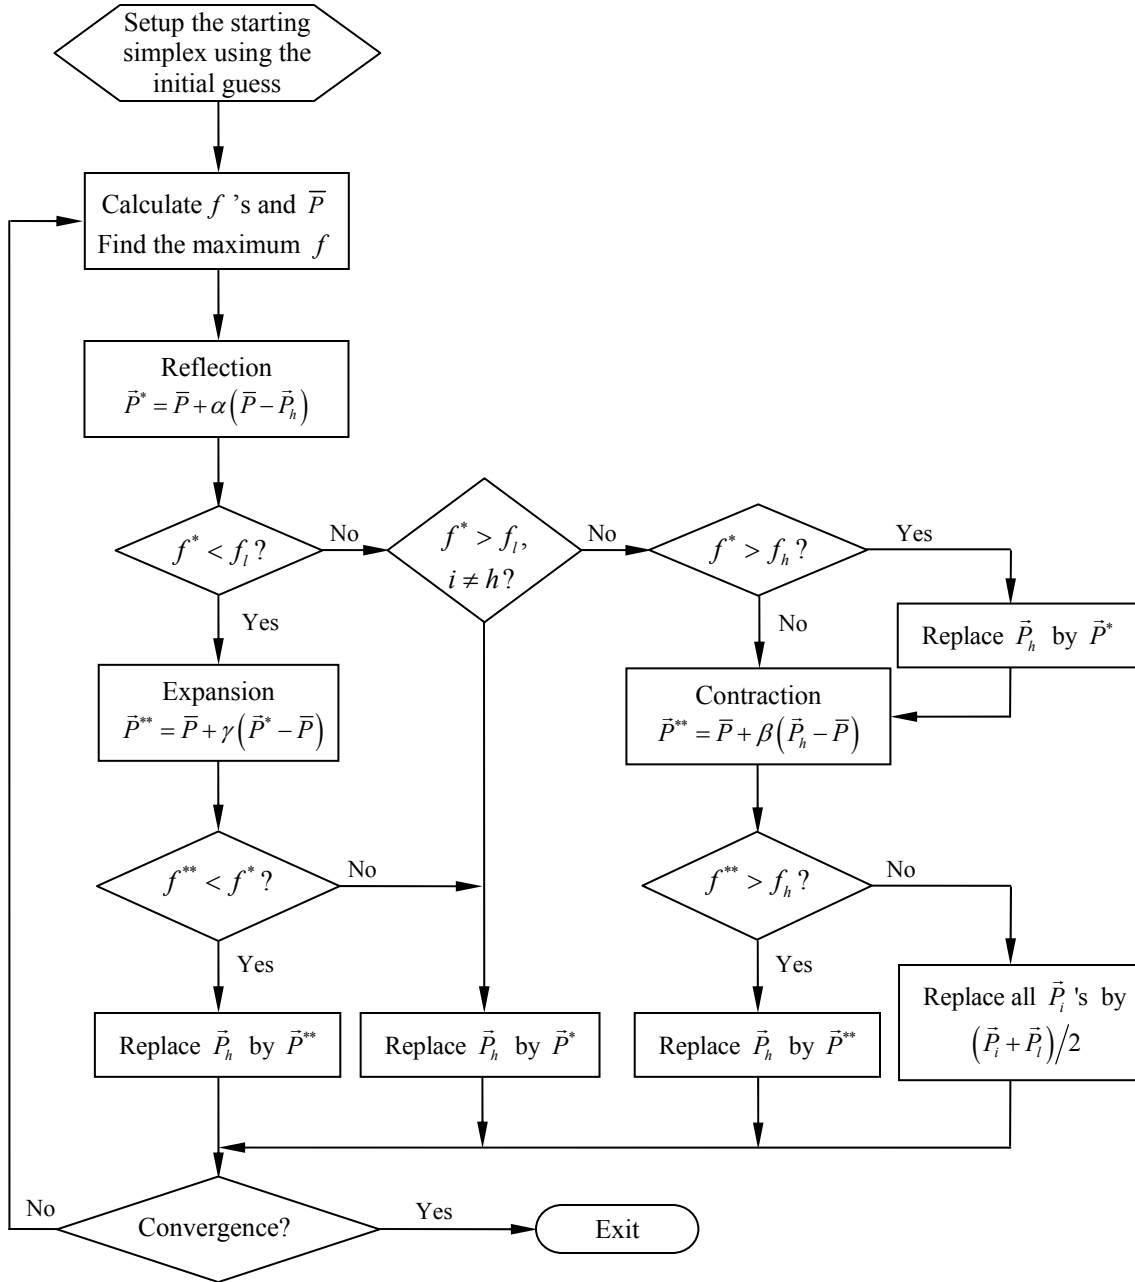 Setup the starting
simplex using the
initial guess
Calculate f 's and P̅
Find the maximum f
Reflection
P⃗* = P̅ + α(P̅ − P⃗ₕ)
f* < fₗ ?
No
f* > fₗ,
i ≠ h?
No
f* > fₕ ?
Yes
Yes
No
Replace P⃗ₕ by P⃗*
Expansion
P⃗** = P̅ + γ(P⃗* − P̅)
Contraction
P⃗** = P̅ + β(P⃗ₕ − P̅)
f** < f* ?
No
f** > fₕ ?
No
Yes
Yes
Replace all P⃗ᵢ 's by
(P⃗ᵢ + P⃗ₗ)/2
Replace P⃗ₕ by P⃗**
Replace P⃗ₕ by P⃗*
Replace P⃗ₕ by P⃗**
No
Convergence?
Yes
Exit